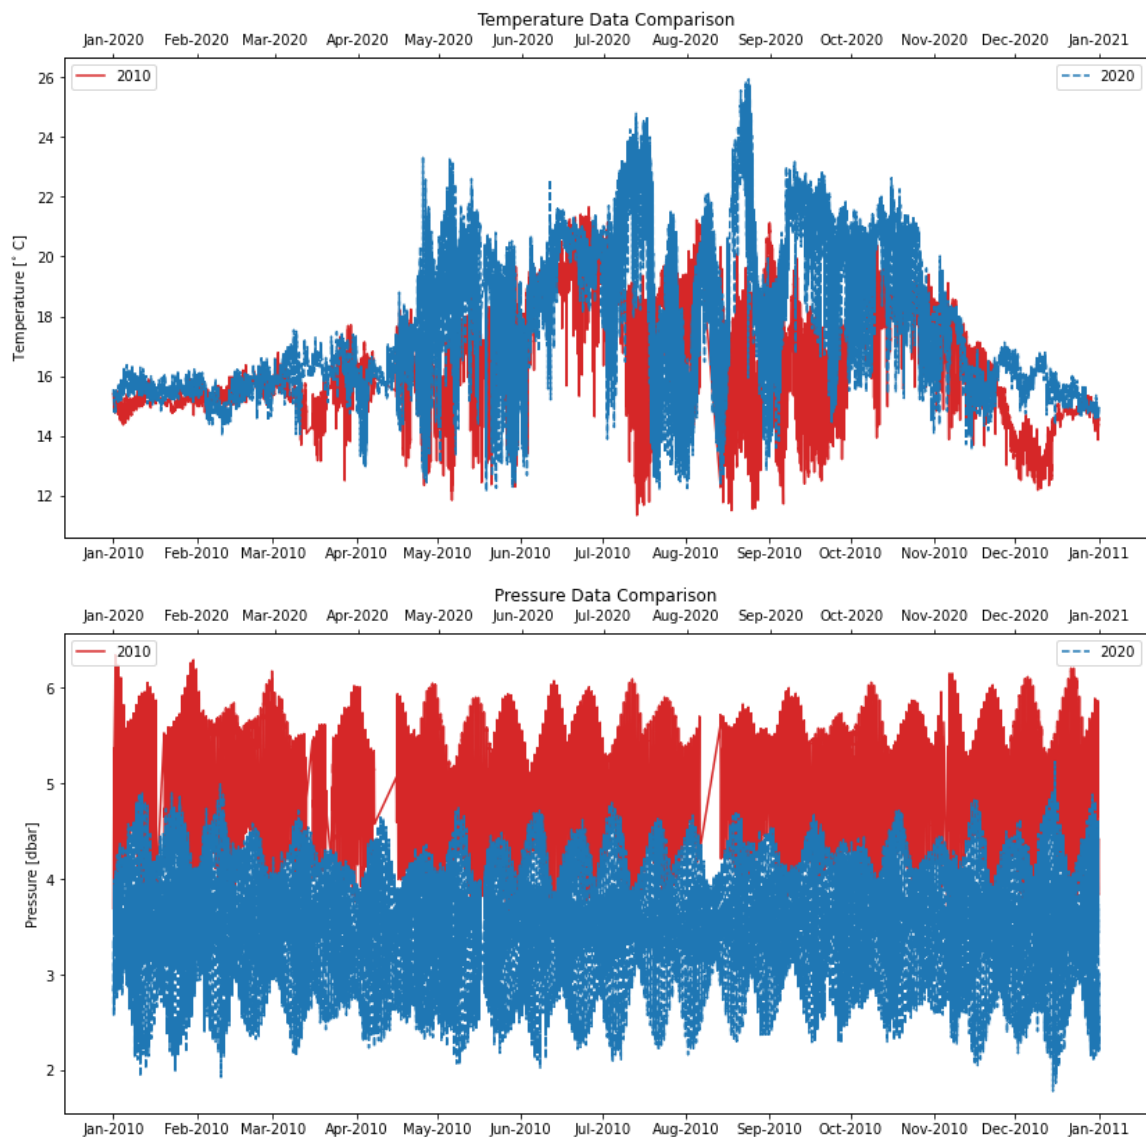 Temperature Data Comparison
Jan-2020 Feb-2020 Mar-2020 Apr-2020 May-2020 Jun-2020 Jul-2020 Aug-2020 Sep-2020 Oct-2020 Nov-2020 Dec-2020 Jan-2021
2010 2020
26
24
22
20
18
16
14
12
Temperature [˚ C]
Jan-2010 Feb-2010 Mar-2010 Apr-2010 May-2010 Jun-2010 Jul-2010 Aug-2010 Sep-2010 Oct-2010 Nov-2010 Dec-2010 Jan-2011
Pressure Data Comparison
Jan-2020 Feb-2020 Mar-2020 Apr-2020 May-2020 Jun-2020 Jul-2020 Aug-2020 Sep-2020 Oct-2020 Nov-2020 Dec-2020 Jan-2021
2010 2020
6
5
4
3
2
Pressure [dbar]
Jan-2010 Feb-2010 Mar-2010 Apr-2010 May-2010 Jun-2010 Jul-2010 Aug-2010 Sep-2010 Oct-2010 Nov-2010 Dec-2010 Jan-2011